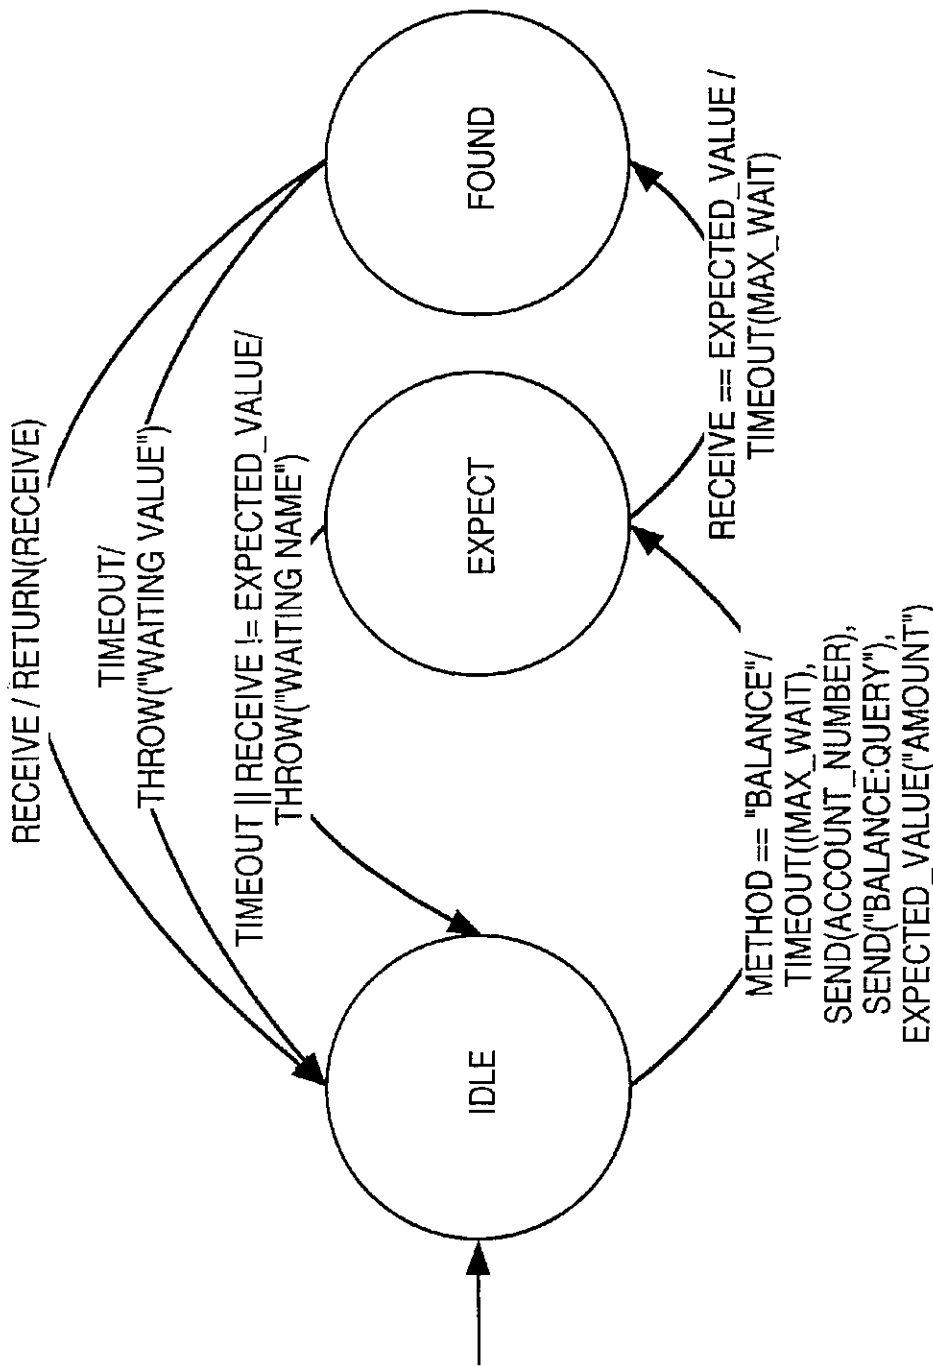 RECEIVE / RETURN(RECEIVE)
TIMEOUT/
THROW("WAITING VALUE")
TIMEOUT || RECEIVE != EXPECTED_VALUE/
THROW("WAITING NAME")
IDLE
EXPECT
FOUND
METHOD == "BALANCE"/
TIMEOUT((MAX_WAIT),
SEND(ACCOUNT_NUMBER),
SEND("BALANCE:QUERY"),
EXPECTED_VALUE("AMOUNT")
RECEIVE == EXPECTED_VALUE /
TIMEOUT(MAX_WAIT)